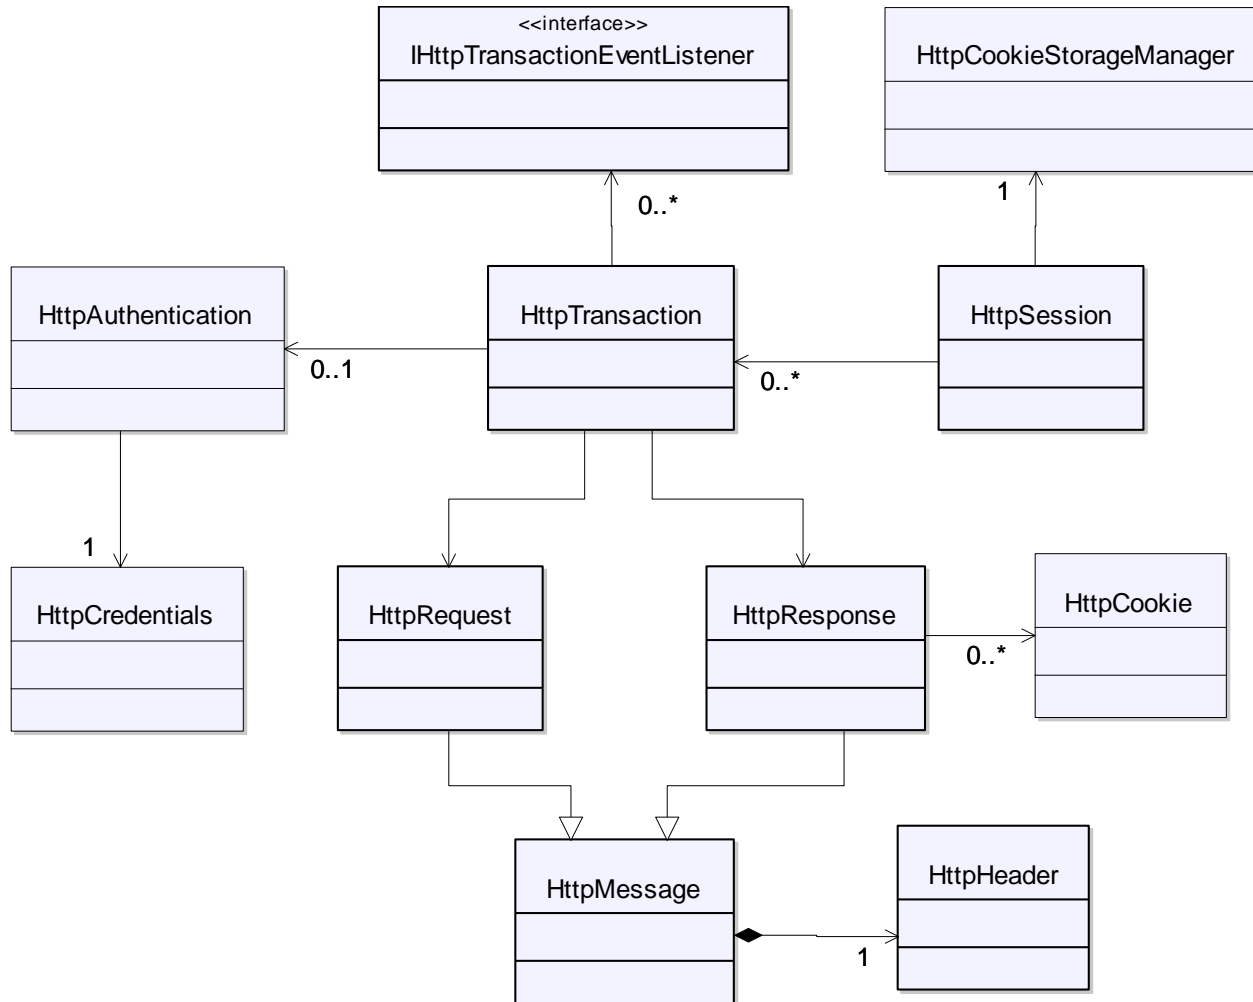 <<interface>>
IHttpTransactionEventListener
HttpCookieStorageManager
0..*
1
HttpAuthentication
HttpTransaction
HttpSession
0..1
0..*
1
HttpCredentials
HttpRequest
HttpResponse
HttpCookie
0..*
HttpMessage
HttpHeader
1